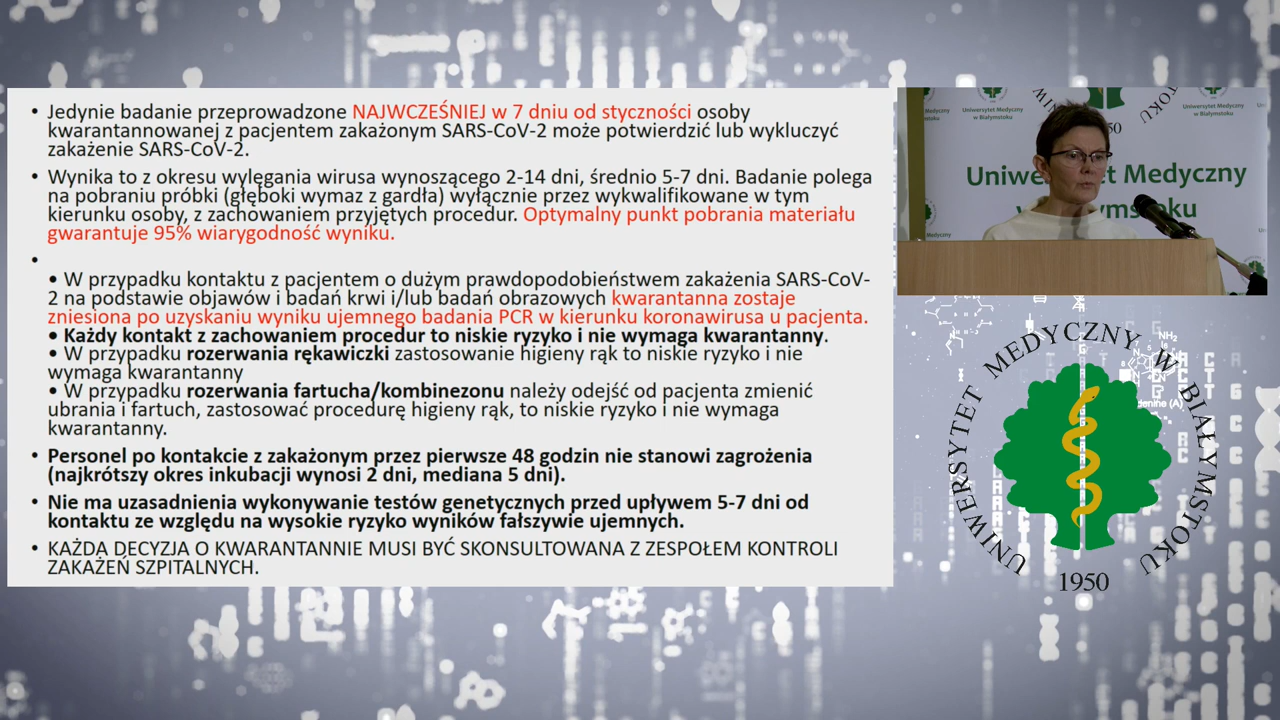 • Jedynie badanie przeprowadzone NAJWCZEŚNIEJ w 7 dniu od styczności osoby
kwarantannowanej z pacjentem zakażonym SARS-CoV-2 może potwierdzić lub wykluczyć
zakażenie SARS-CoV-2.
• Wynika to z okresu wylęgania wirusa wynoszącego 2-14 dni, średnio 5-7 dni. Badanie polega
na pobraniu próbki (głęboki wymaz z gardła) wyłącznie przez wykwalifikowane w tym
kierunku osoby, z zachowaniem przyjętych procedur. Optymalny punkt pobrania materiału
gwarantuje 95% wiarygodność wyniku.
•
• W przypadku kontaktu z pacjentem o dużym prawdopodobieństwem zakażenia SARS-CoV-
2 na podstawie objawów i badań krwi i/lub badań obrazowych kwarantanna zostaje
zniesiona po uzyskaniu wyniku ujemnego badania PCR w kierunku koronawirusa u pacjenta.
• Każdy kontakt z zachowaniem procedur to niskie ryzyko i nie wymaga kwarantanny.
• W przypadku rozerwania rękawiczki zastosowanie higieny rąk to niskie ryzyko i nie
wymaga kwarantanny
• W przypadku rozerwania fartucha/kombinezonu należy odejść od pacjenta zmienić
ubrania i fartuch, zastosować procedurę higieny rąk, to niskie ryzyko i nie wymaga
kwarantanny.
• Personel po kontakcie z zakażonym przez pierwsze 48 godzin nie stanowi zagrożenia
(najkrótszy okres inkubacji wynosi 2 dni, mediana 5 dni).
• Nie ma uzasadnienia wykonywanie testów genetycznych przed upływem 5-7 dni od
kontaktu ze względu na wysokie ryzyko wyników fałszywie ujemnych.
• KAŻDA DECYZJA O KWARANTANNIE MUSI BYĆ SKONSULTOWANA Z ZESPOŁEM KONTROLI
ZAKAŻEŃ SZPITALNYCH.
Uniwersytet Medyczny
w Białymstoku
Uniwersytet Medyczny
w Białymstoku
UNIWERSYTET MEDYCZNY W BIAŁYMSTOKU
1950